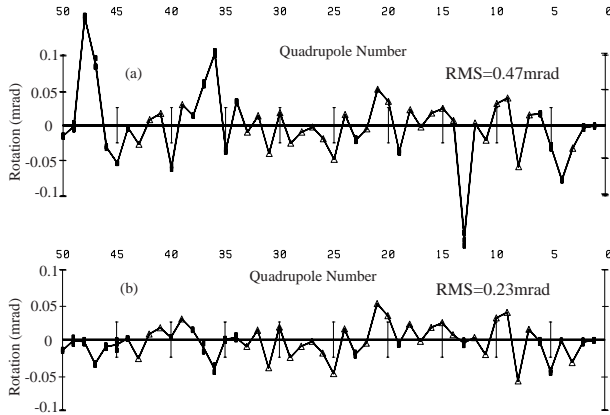 50 45 40 35 30 25 20 15 10 5 0
Quadrupole Number
0.1
(a)
RMS=0.47mrad
0.05
0
-0.05
-0.1
Rotation (mrad)
50 45 40 35 30 25 20 15 10 5 0
Quadrupole Number
0.1
(b)
RMS=0.23mrad
0.05
0
-0.05
-0.1
Rotation (mrad)